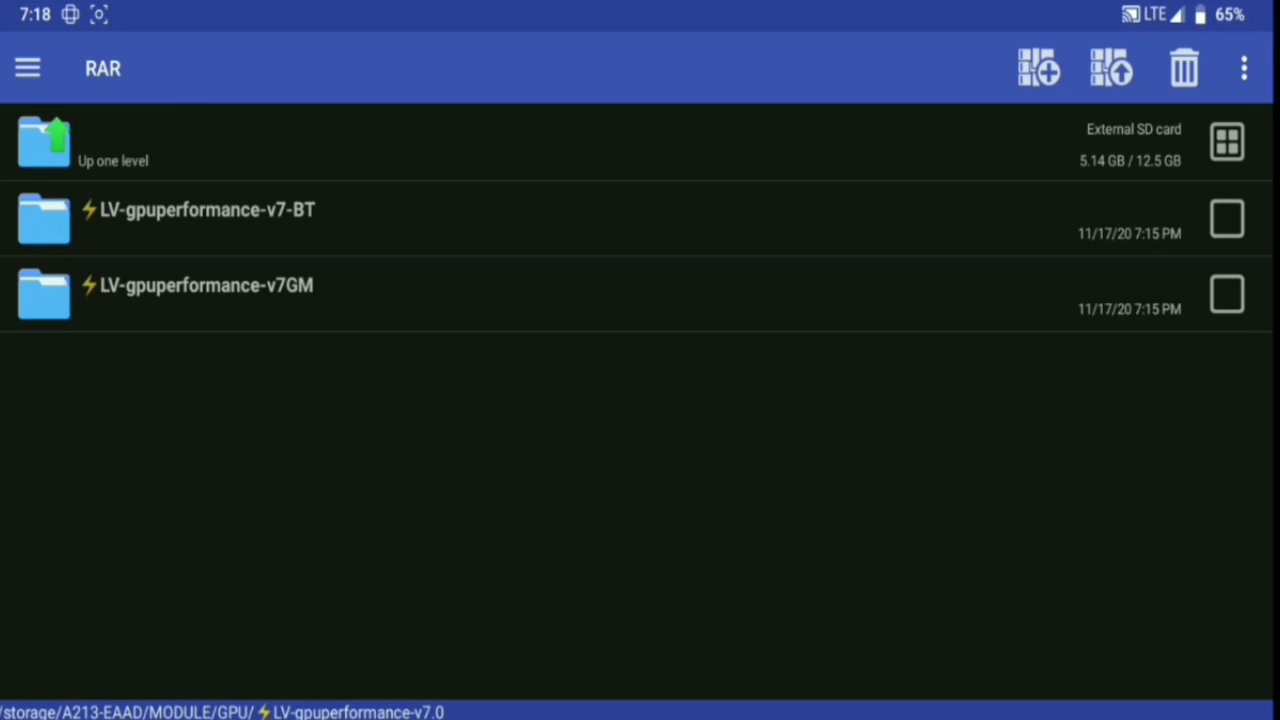 7:18 LTE 65%
RAR
External SD card
Up one level 5.14 GB / 12.5 GB
⚡LV-gpuperformance-v7-BT
11/17/20 7:15 PM
⚡LV-gpuperformance-v7GM
11/17/20 7:15 PM
/storage/A213-EAAD/MODULE/GPU/⚡LV-gpuperformance-v7.0